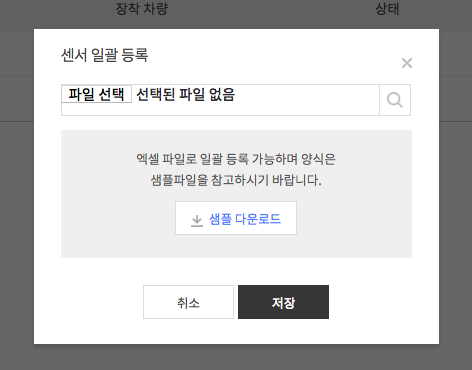 장착 차량 상태
센서 일괄 등록
파일 선택 선택된 파일 없음
엑셀 파일로 일괄 등록 가능하며 양식은
샘플파일을 참고하시기 바랍니다.
샘플 다운로드
취소 저장